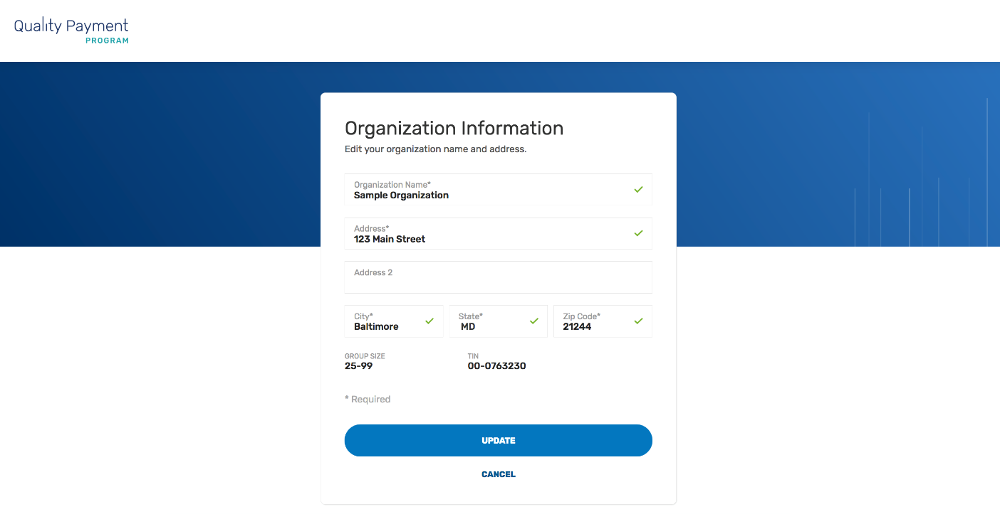 Quality Payment
PROGRAM
Organization Information
Edit your organization name and address.
Organization Name*
Sample Organization
Address*
123 Main Street
Address 2
City*
Baltimore
State*
MD
Zip Code*
21244
GROUP SIZE
25-99
TIN
00-0763230
* Required
UPDATE
CANCEL